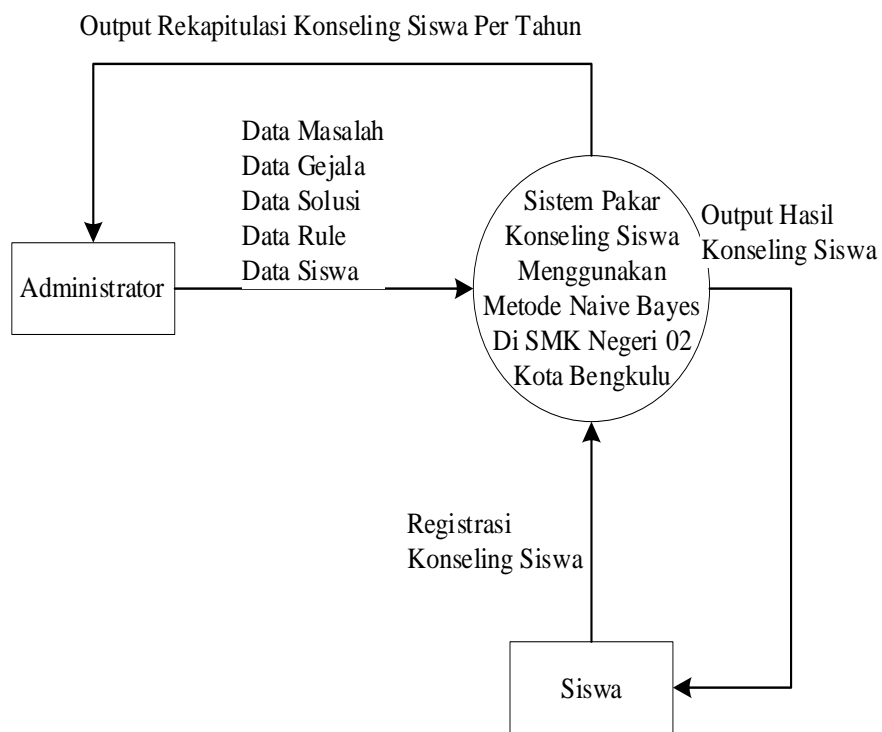 Output Rekapitulasi Konseling Siswa Per Tahun
Data Masalah
Data Gejala
Data Solusi
Data Rule
Data Siswa
Administrator
Sistem Pakar
Konseling Siswa
Menggunakan
Metode Naive Bayes
Di SMK Negeri 02
Kota Bengkulu
Output Hasil
Konseling Siswa
Registrasi
Konseling Siswa
Siswa